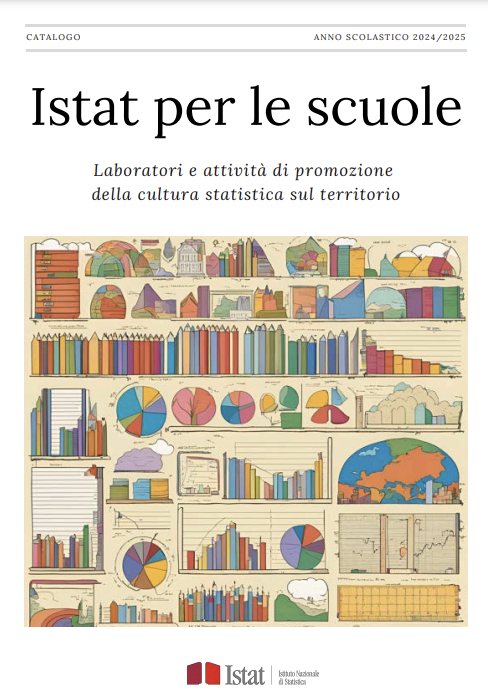 CATALOGO
ANNO SCOLASTICO 2024/2025
Istat per le scuole
Laboratori e attività di promozione
della cultura statistica sul territorio
Istat
Istituto Nazionale
di Statistica